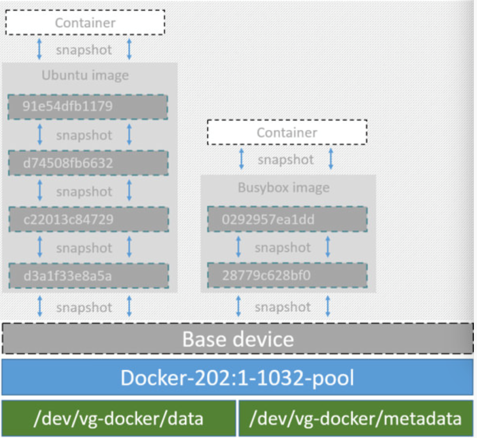 Container
snapshot
Ubuntu image
91e54dfb1179
snapshot
d74508fb6632
snapshot
c22013c84729
snapshot
d3a1f33e8a5a
snapshot
Container
snapshot
Busybox image
0292957ea1dd
snapshot
28779c628bf0
snapshot
Base device
Docker-202:1-1032-pool
/dev/vg-docker/data
/dev/vg-docker/metadata